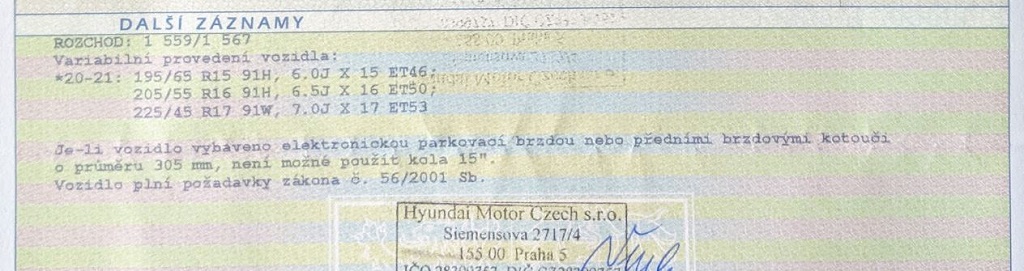 DALŠÍ ZÁZNAMY
ROZCHOD: 1 559/1 567
Variabilní provedení vozidla:
*20-21: 195/65 R15 91H, 6.0J X 15 ET46;
205/55 R16 91H, 6.5J X 16 ET50;
225/45 R17 91W, 7.0J X 17 ET53
Je-li vozidlo vybaveno elektronickou parkovací brzdou nebo předními brzdovými kotouči
o průměru 305 mm, není možné použít kola 15".
Vozidlo plní požadavky zákona č. 56/2001 Sb.
Hyundai Motor Czech s.r.o.
Siemensova 2717/4
155 00 Praha 5